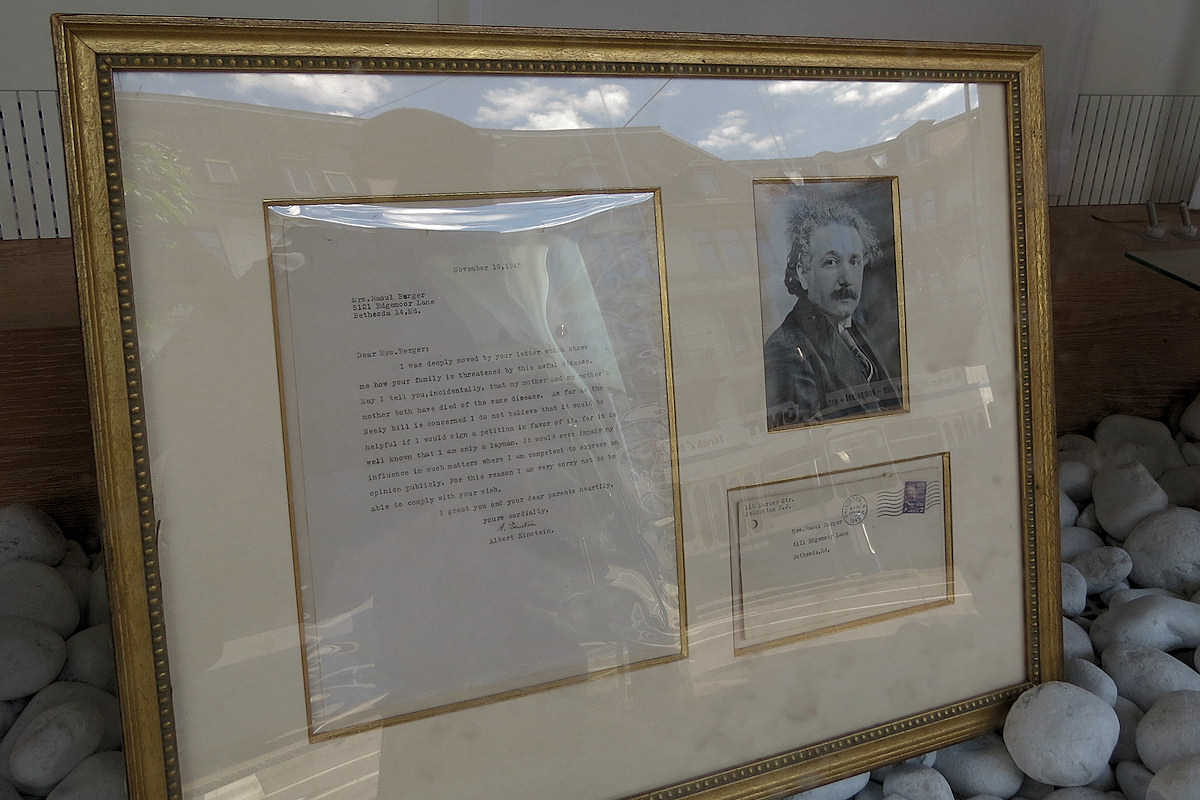 November 10,1945
Mrs.Raoul Berger
5121 Edgemoor Lane
Bethesda 14,Md.
Dear Mrs.Berger:
I was deeply moved by your letter which shows
me how your family is threatened by this awful disease.
May I tell you,incidentally, that my mother and my mother's
mother both have died of the same disease. As far as the
Neely bill is concerned I do not believe that it would be
helpful if I would sign a petition in favor of it, for it is
well known that I am only a layman. It would even impair my
influence in such matters where I am competent to express an
opinion publicly. For this reason I am very sorry not to be
able to comply with your wish.
I greet you and your dear parents heartily,
yours cordially,
A. Einstein
Albert Einstein.
112 Mercer Str.
Princeton N.J.
Mrs.Raoul Berger
5121 Edgemoor Lane
Bethesda,Md.